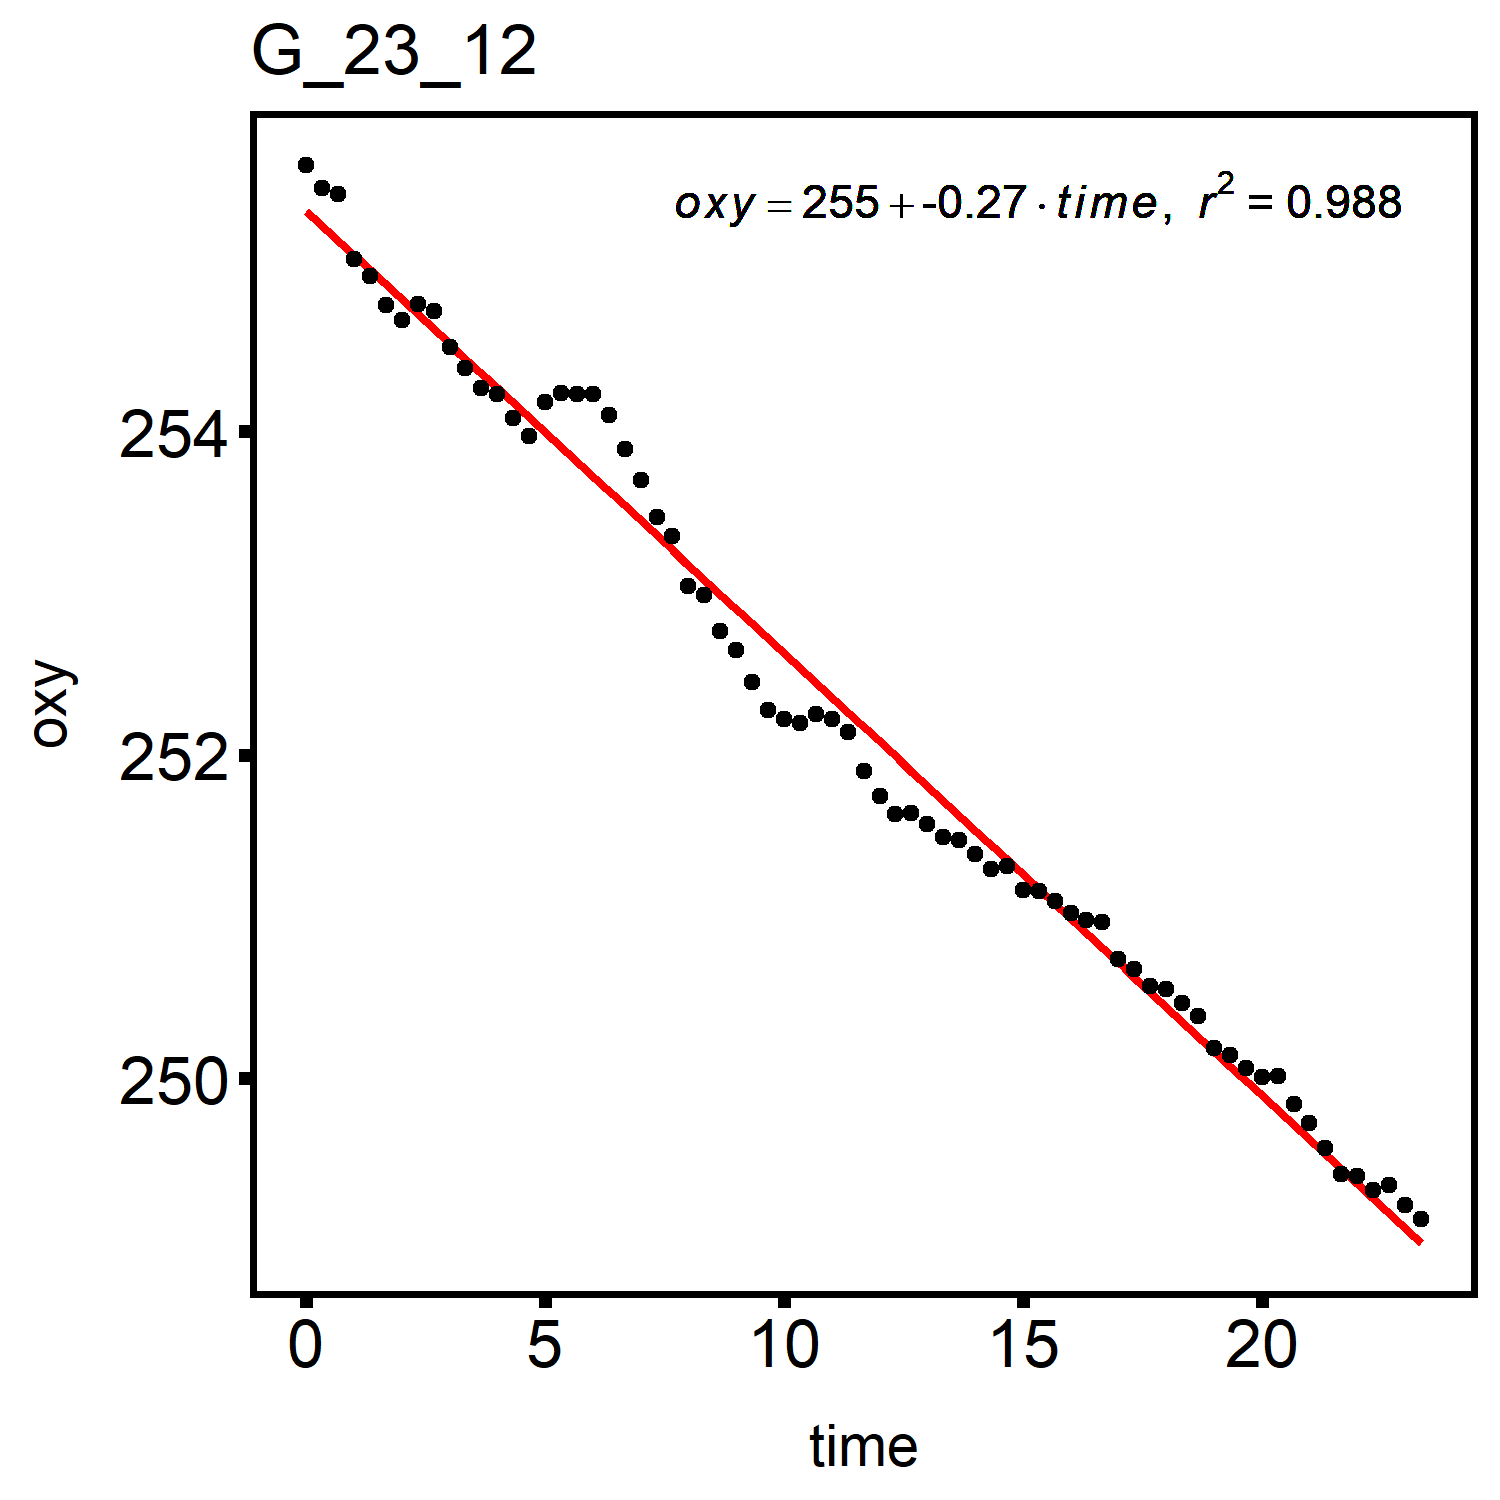 G_23_12
oxy = 255 + -0.27 · time, r² = 0.988
254
252
250
oxy
0 5 10 15 20
time